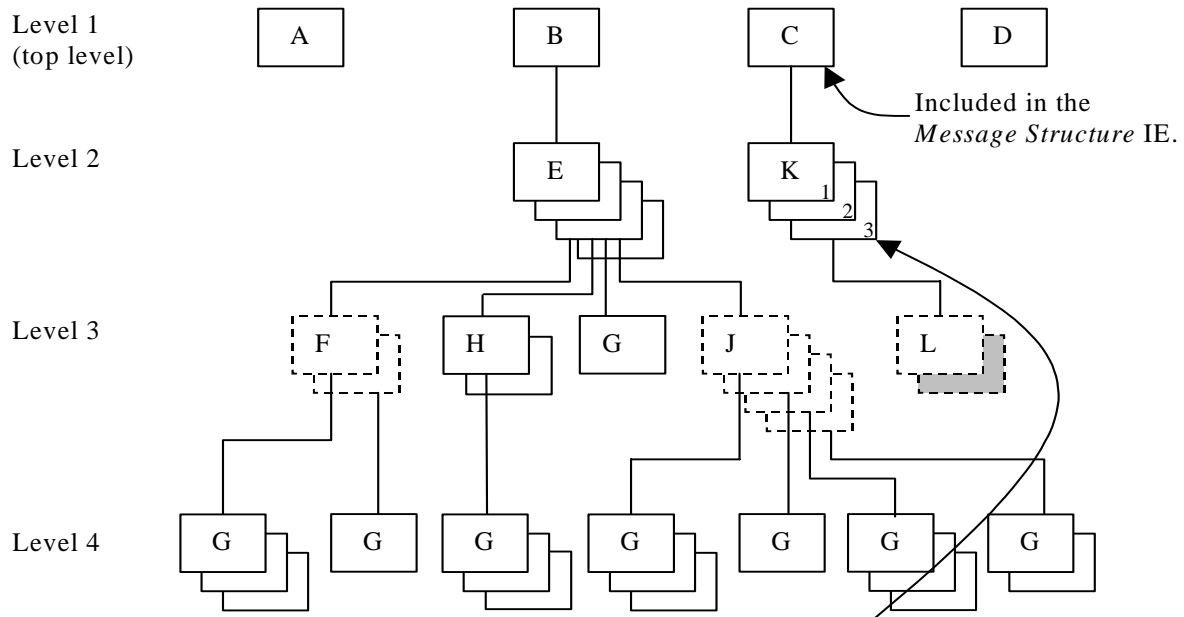 Level 1
(top level)
A
B
C
D
Included in the
Message Structure IE.
Level 2
E
K
1
2
3
Level 3
F
H
G
J
L
Level 4
G
G
G
G
G
G
G